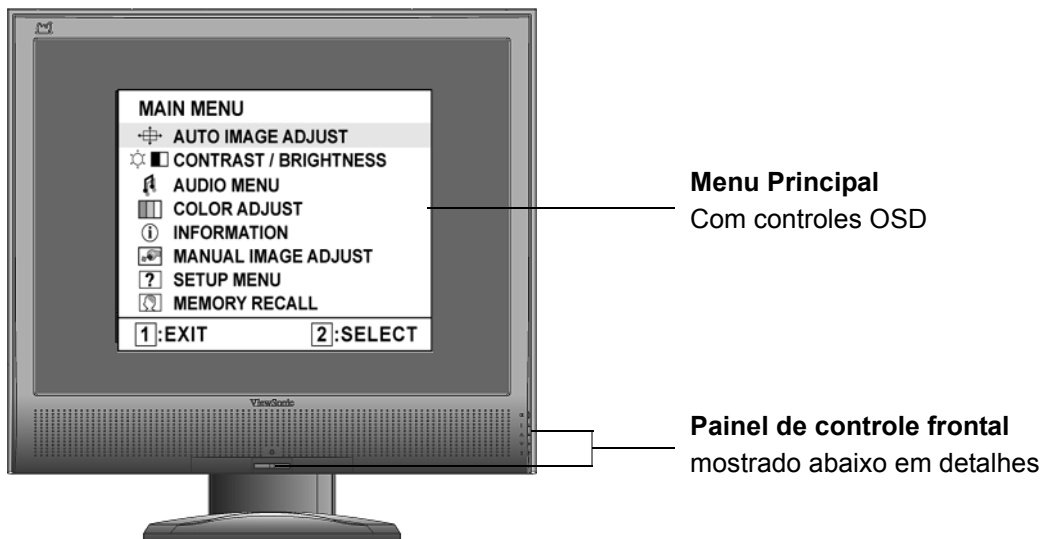 MAIN MENU
AUTO IMAGE ADJUST
CONTRAST / BRIGHTNESS
AUDIO MENU
COLOR ADJUST
INFORMATION
MANUAL IMAGE ADJUST
SETUP MENU
MEMORY RECALL
1:EXIT 2:SELECT
ViewSonic
Menu Principal
Com controles OSD
Painel de controle frontal
mostrado abaixo em detalhes